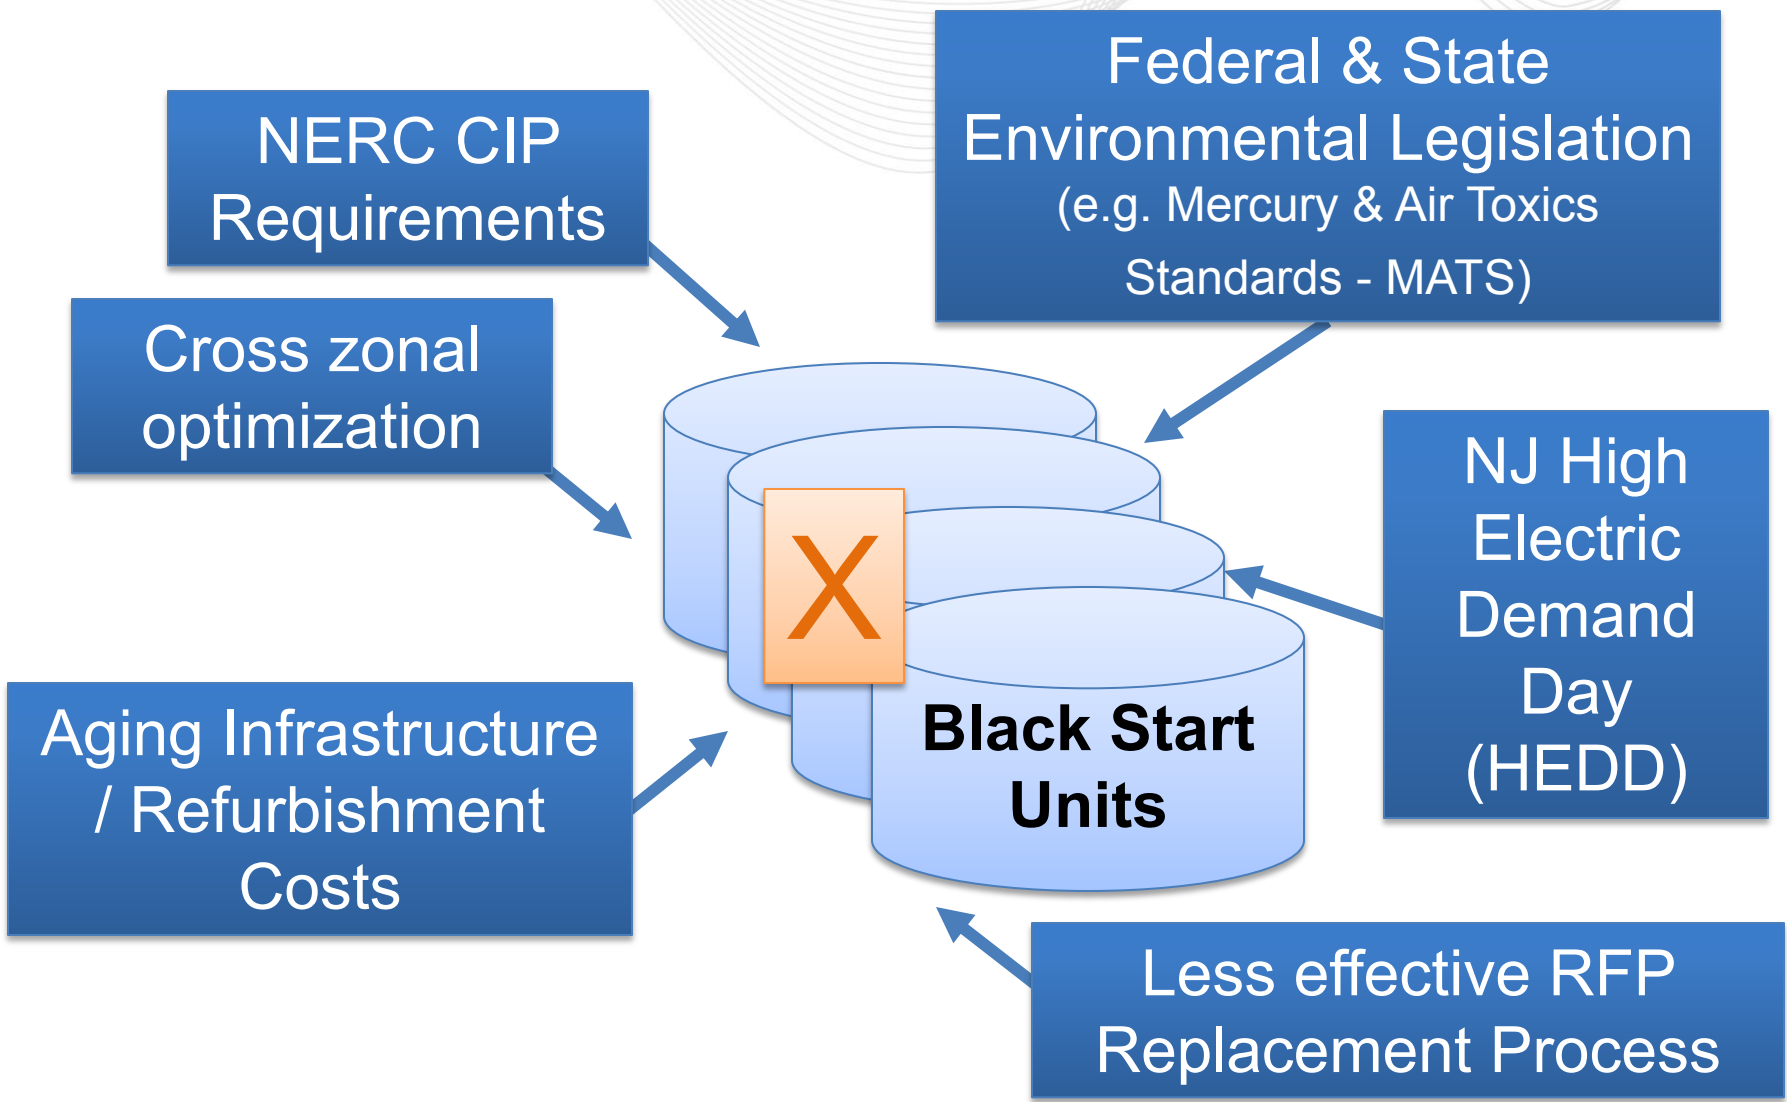 Federal & State
Environmental Legislation
(e.g. Mercury & Air Toxics
Standards - MATS)
NERC CIP
Requirements
Cross zonal
optimization
NJ High
Electric
Demand
Day
(HEDD)
X
Black Start
Units
Aging Infrastructure
/ Refurbishment
Costs
Less effective RFP
Replacement Process